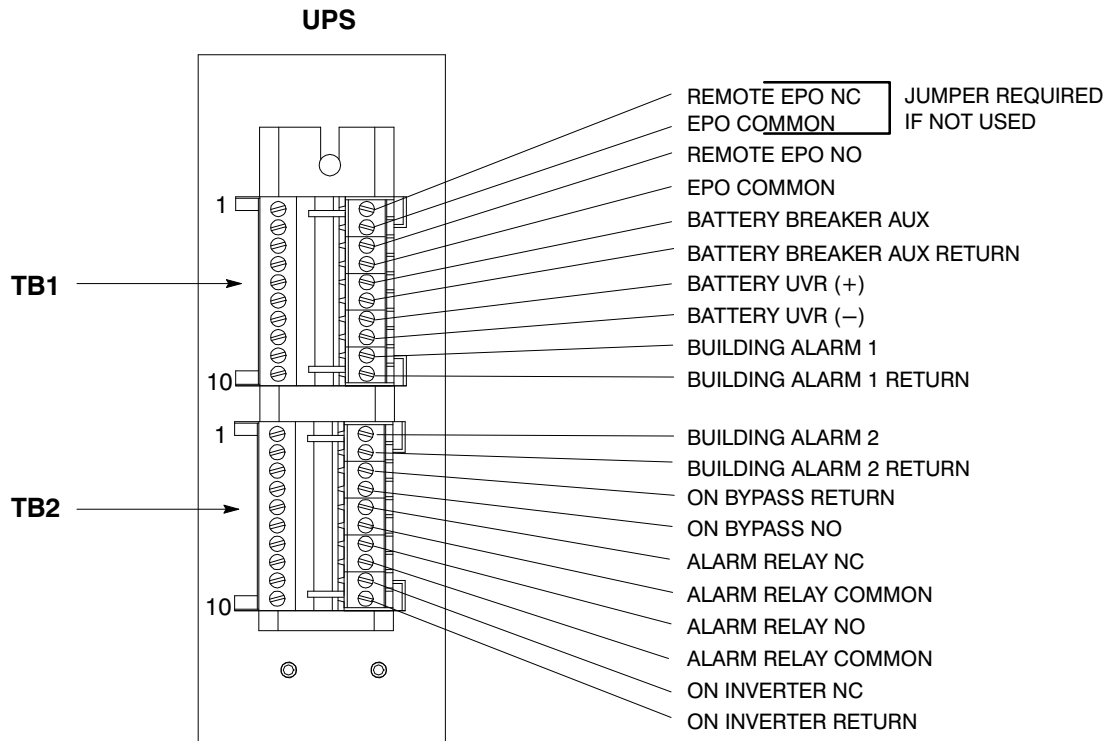 UPS
REMOTE EPO NC
EPO COMMON
JUMPER REQUIRED
IF NOT USED
REMOTE EPO NO
EPO COMMON
BATTERY BREAKER AUX
BATTERY BREAKER AUX RETURN
BATTERY UVR (+)
BATTERY UVR (—)
BUILDING ALARM 1
BUILDING ALARM 1 RETURN
1
TB1
10
BUILDING ALARM 2
BUILDING ALARM 2 RETURN
ON BYPASS RETURN
ON BYPASS NO
ALARM RELAY NC
ALARM RELAY COMMON
ALARM RELAY NO
ALARM RELAY COMMON
ON INVERTER NC
ON INVERTER RETURN
1
TB2
10